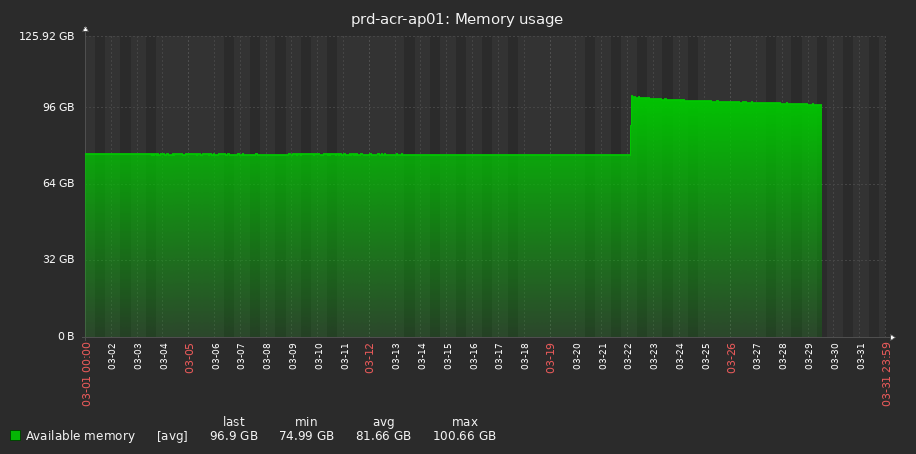 prd-acr-ap01: Memory usage
125.92 GB
96 GB
64 GB
32 GB
0 B
03-01 00:00 03-02 03-03 03-04 03-05 03-06 03-07 03-08 03-09 03-10 03-11 03-12 03-13 03-14 03-15 03-16 03-17 03-18 03-19 03-20 03-21 03-22 03-23 03-24 03-25 03-26 03-27 03-28 03-29 03-30 03-31 03-31 23:59
last min avg max
Available memory [avg] 96.9 GB 74.99 GB 81.66 GB 100.66 GB